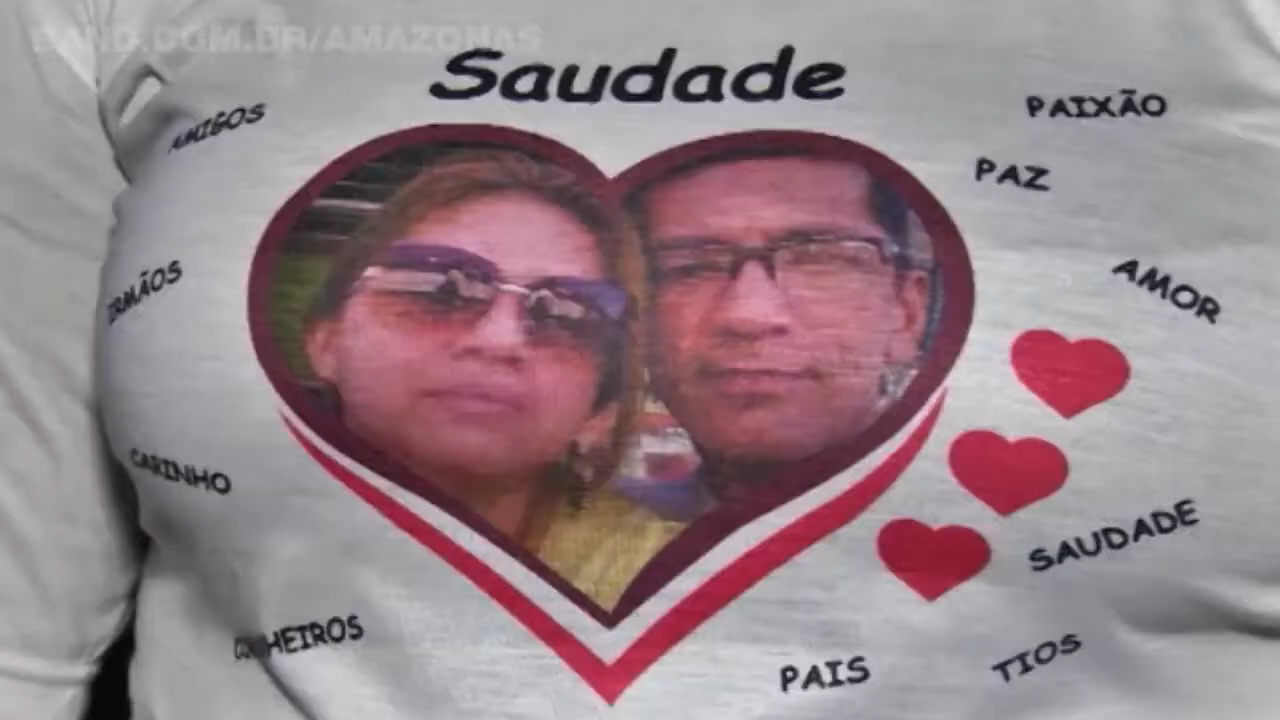 BAND.COM.BR/AMAZONAS
Saudade
AMIGOS
PAIXÃO
PAZ
IRMÃOS
AMOR
CARINHO
SAUDADE
PAIS
TIOS